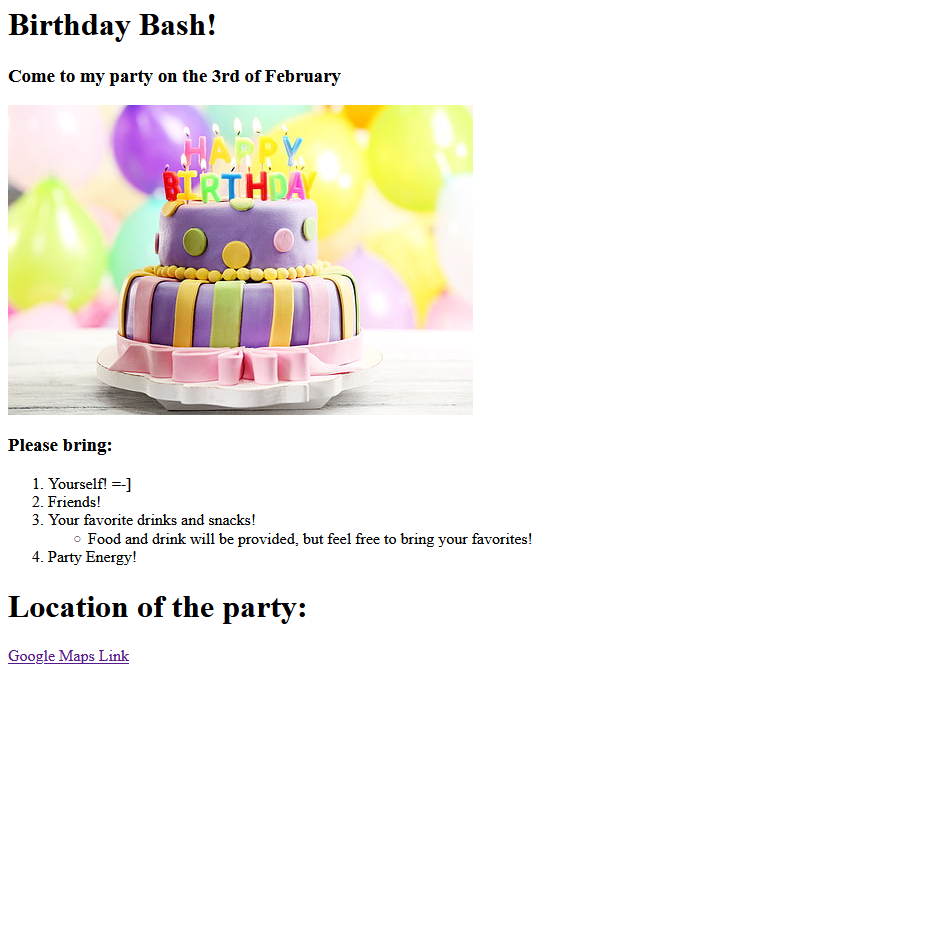 Birthday Bash!
Come to my party on the 3rd of February
HAPPY
BIRTHDAY
Please bring:
1. Yourself! =-]
2. Friends!
3. Your favorite drinks and snacks!
○ Food and drink will be provided, but feel free to bring your favorites!
4. Party Energy!
Location of the party:
Google Maps Link